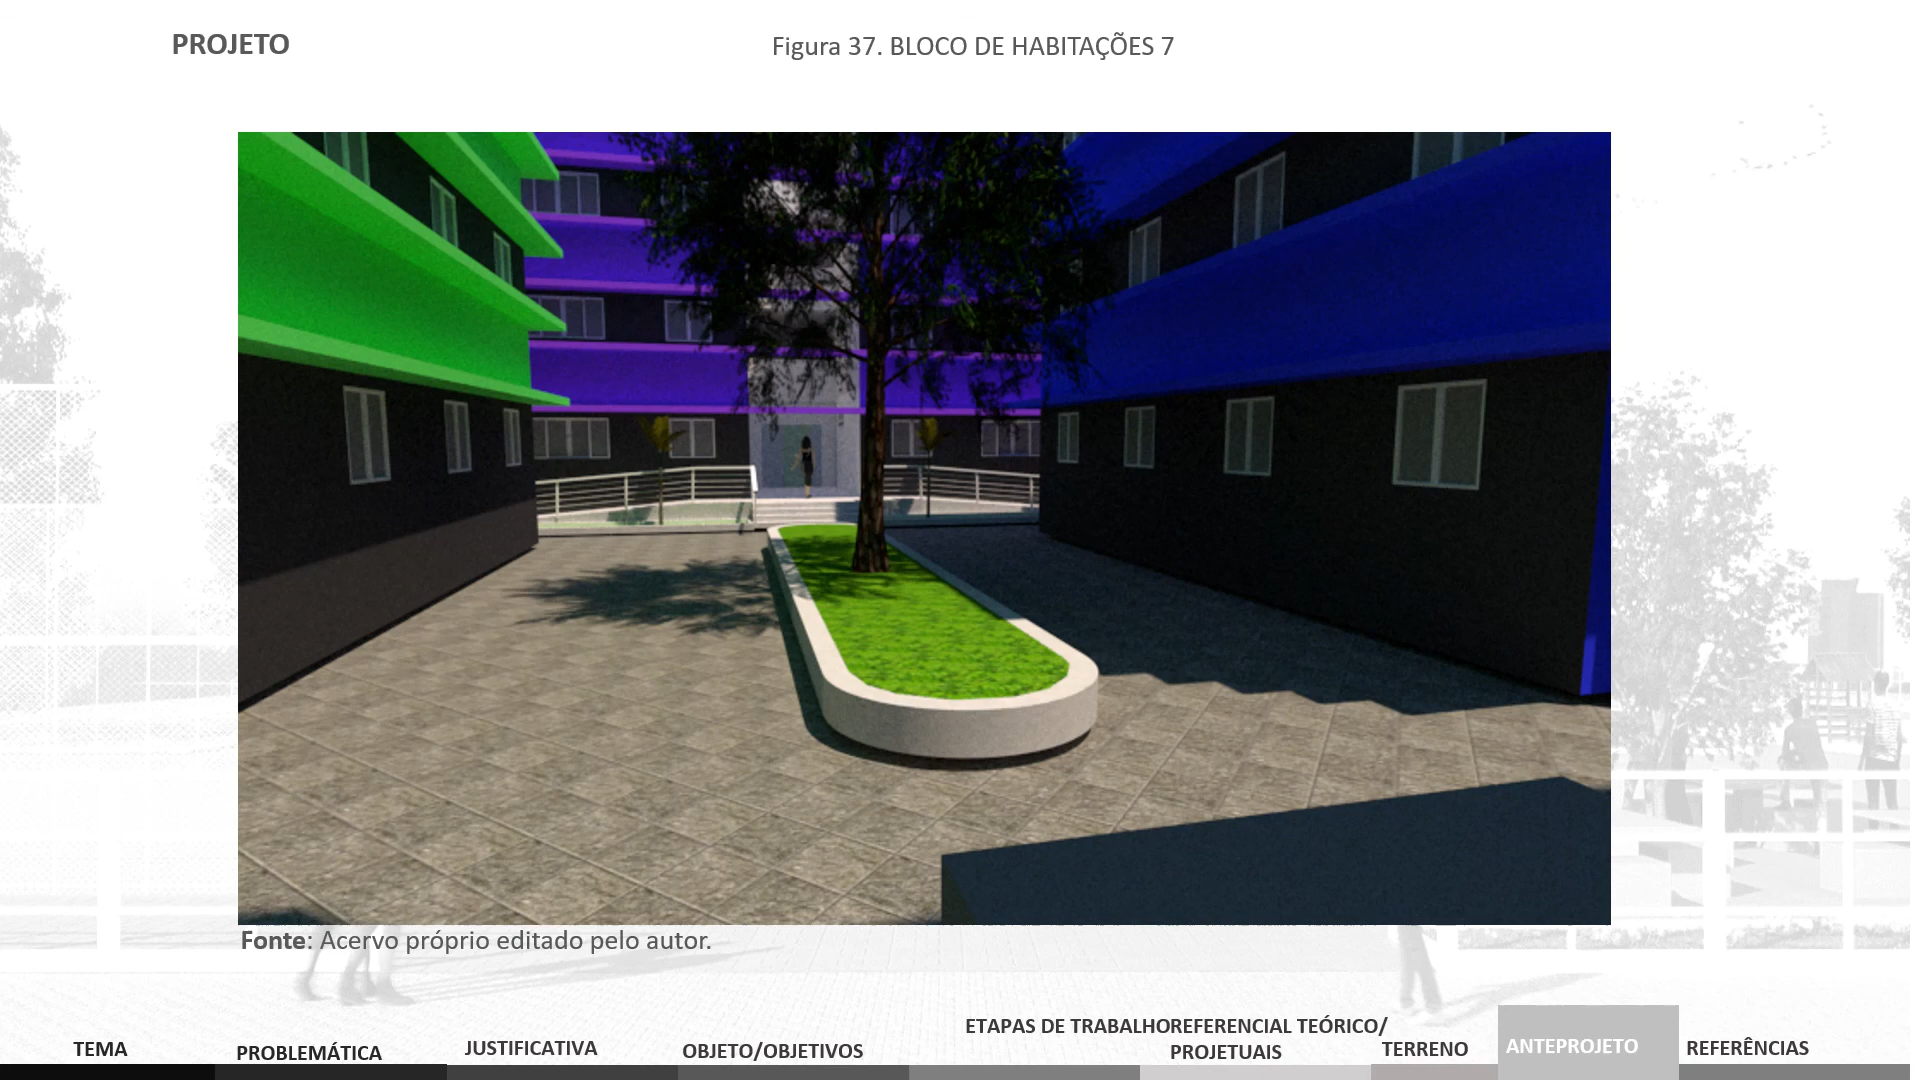 PROJETO
Figura 37. BLOCO DE HABITAÇÕES 7
Fonte: Acervo próprio editado pelo autor.
TEMA
PROBLEMÁTICA
JUSTIFICATIVA
OBJETO/OBJETIVOS
ETAPAS DE TRABALHO
REFERENCIAL TEÓRICO/
PROJETUAIS
TERRENO
ANTEPROJETO
REFERÊNCIAS